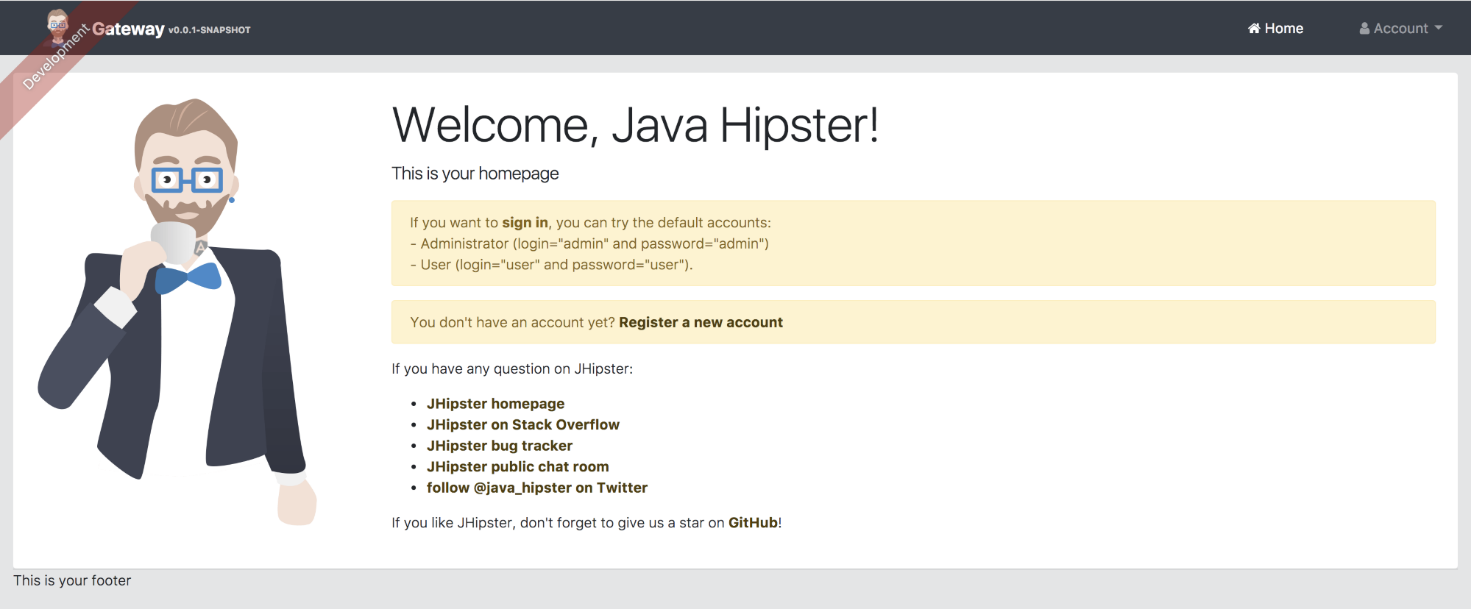 Development
Gateway v0.0.1-SNAPSHOT
Home
Account
A
Welcome, Java Hipster!
This is your homepage
If you want to sign in, you can try the default accounts:
- Administrator (login="admin" and password="admin")
- User (login="user" and password="user").
You don't have an account yet? Register a new account
If you have any question on JHipster:
• JHipster homepage
• JHipster on Stack Overflow
• JHipster bug tracker
• JHipster public chat room
• follow @java_hipster on Twitter
If you like JHipster, don't forget to give us a star on GitHub!
This is your footer